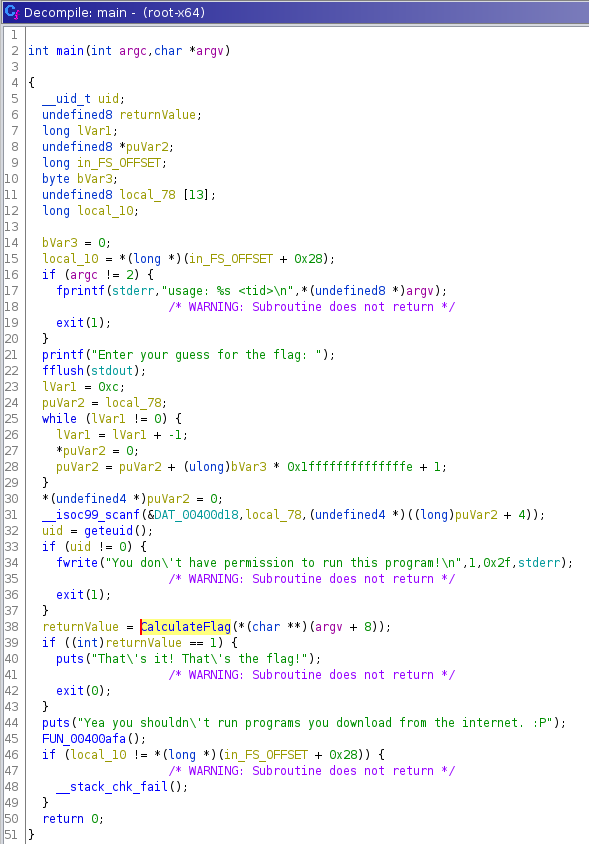 Decompile: main - (root-x64)
1
2 int main(int argc,char *argv)
3
4 {
5 __uid_t uid;
6 undefined8 returnValue;
7 long lVar1;
8 undefined8 *puVar2;
9 long in_FS_OFFSET;
10 byte bVar3;
11 undefined8 local_78 [13];
12 long local_10;
13
14 bVar3 = 0;
15 local_10 = *(long *)(in_FS_OFFSET + 0x28);
16 if (argc != 2) {
17 fprintf(stderr,"usage: %s <tid>\n",*(undefined8 *)argv);
18 /* WARNING: Subroutine does not return */
19 exit(1);
20 }
21 printf("Enter your guess for the flag: ");
22 fflush(stdout);
23 lVar1 = 0xc;
24 puVar2 = local_78;
25 while (lVar1 != 0) {
26 lVar1 = lVar1 + -1;
27 *puVar2 = 0;
28 puVar2 = puVar2 + (ulong)bVar3 * 0x1ffffffffffffffe + 1;
29 }
30 *(undefined4 *)puVar2 = 0;
31 __isoc99_scanf(&DAT_00400d18,local_78,(undefined4 *)((long)puVar2 + 4));
32 uid = geteuid();
33 if (uid != 0) {
34 fwrite("You don\'t have permission to run this program!\n",1,0x2f,stderr);
35 /* WARNING: Subroutine does not return */
36 exit(1);
37 }
38 returnValue = CalculateFlag(*(char **)(argv + 8));
39 if ((int)returnValue == 1) {
40 puts("That\'s it! That\'s the flag!");
41 /* WARNING: Subroutine does not return */
42 exit(0);
43 }
44 puts("Yea you shouldn\'t run programs you download from the internet. :P");
45 FUN_00400afa();
46 if (local_10 != *(long *)(in_FS_OFFSET + 0x28)) {
47 /* WARNING: Subroutine does not return */
48 __stack_chk_fail();
49 }
50 return 0;
51 }